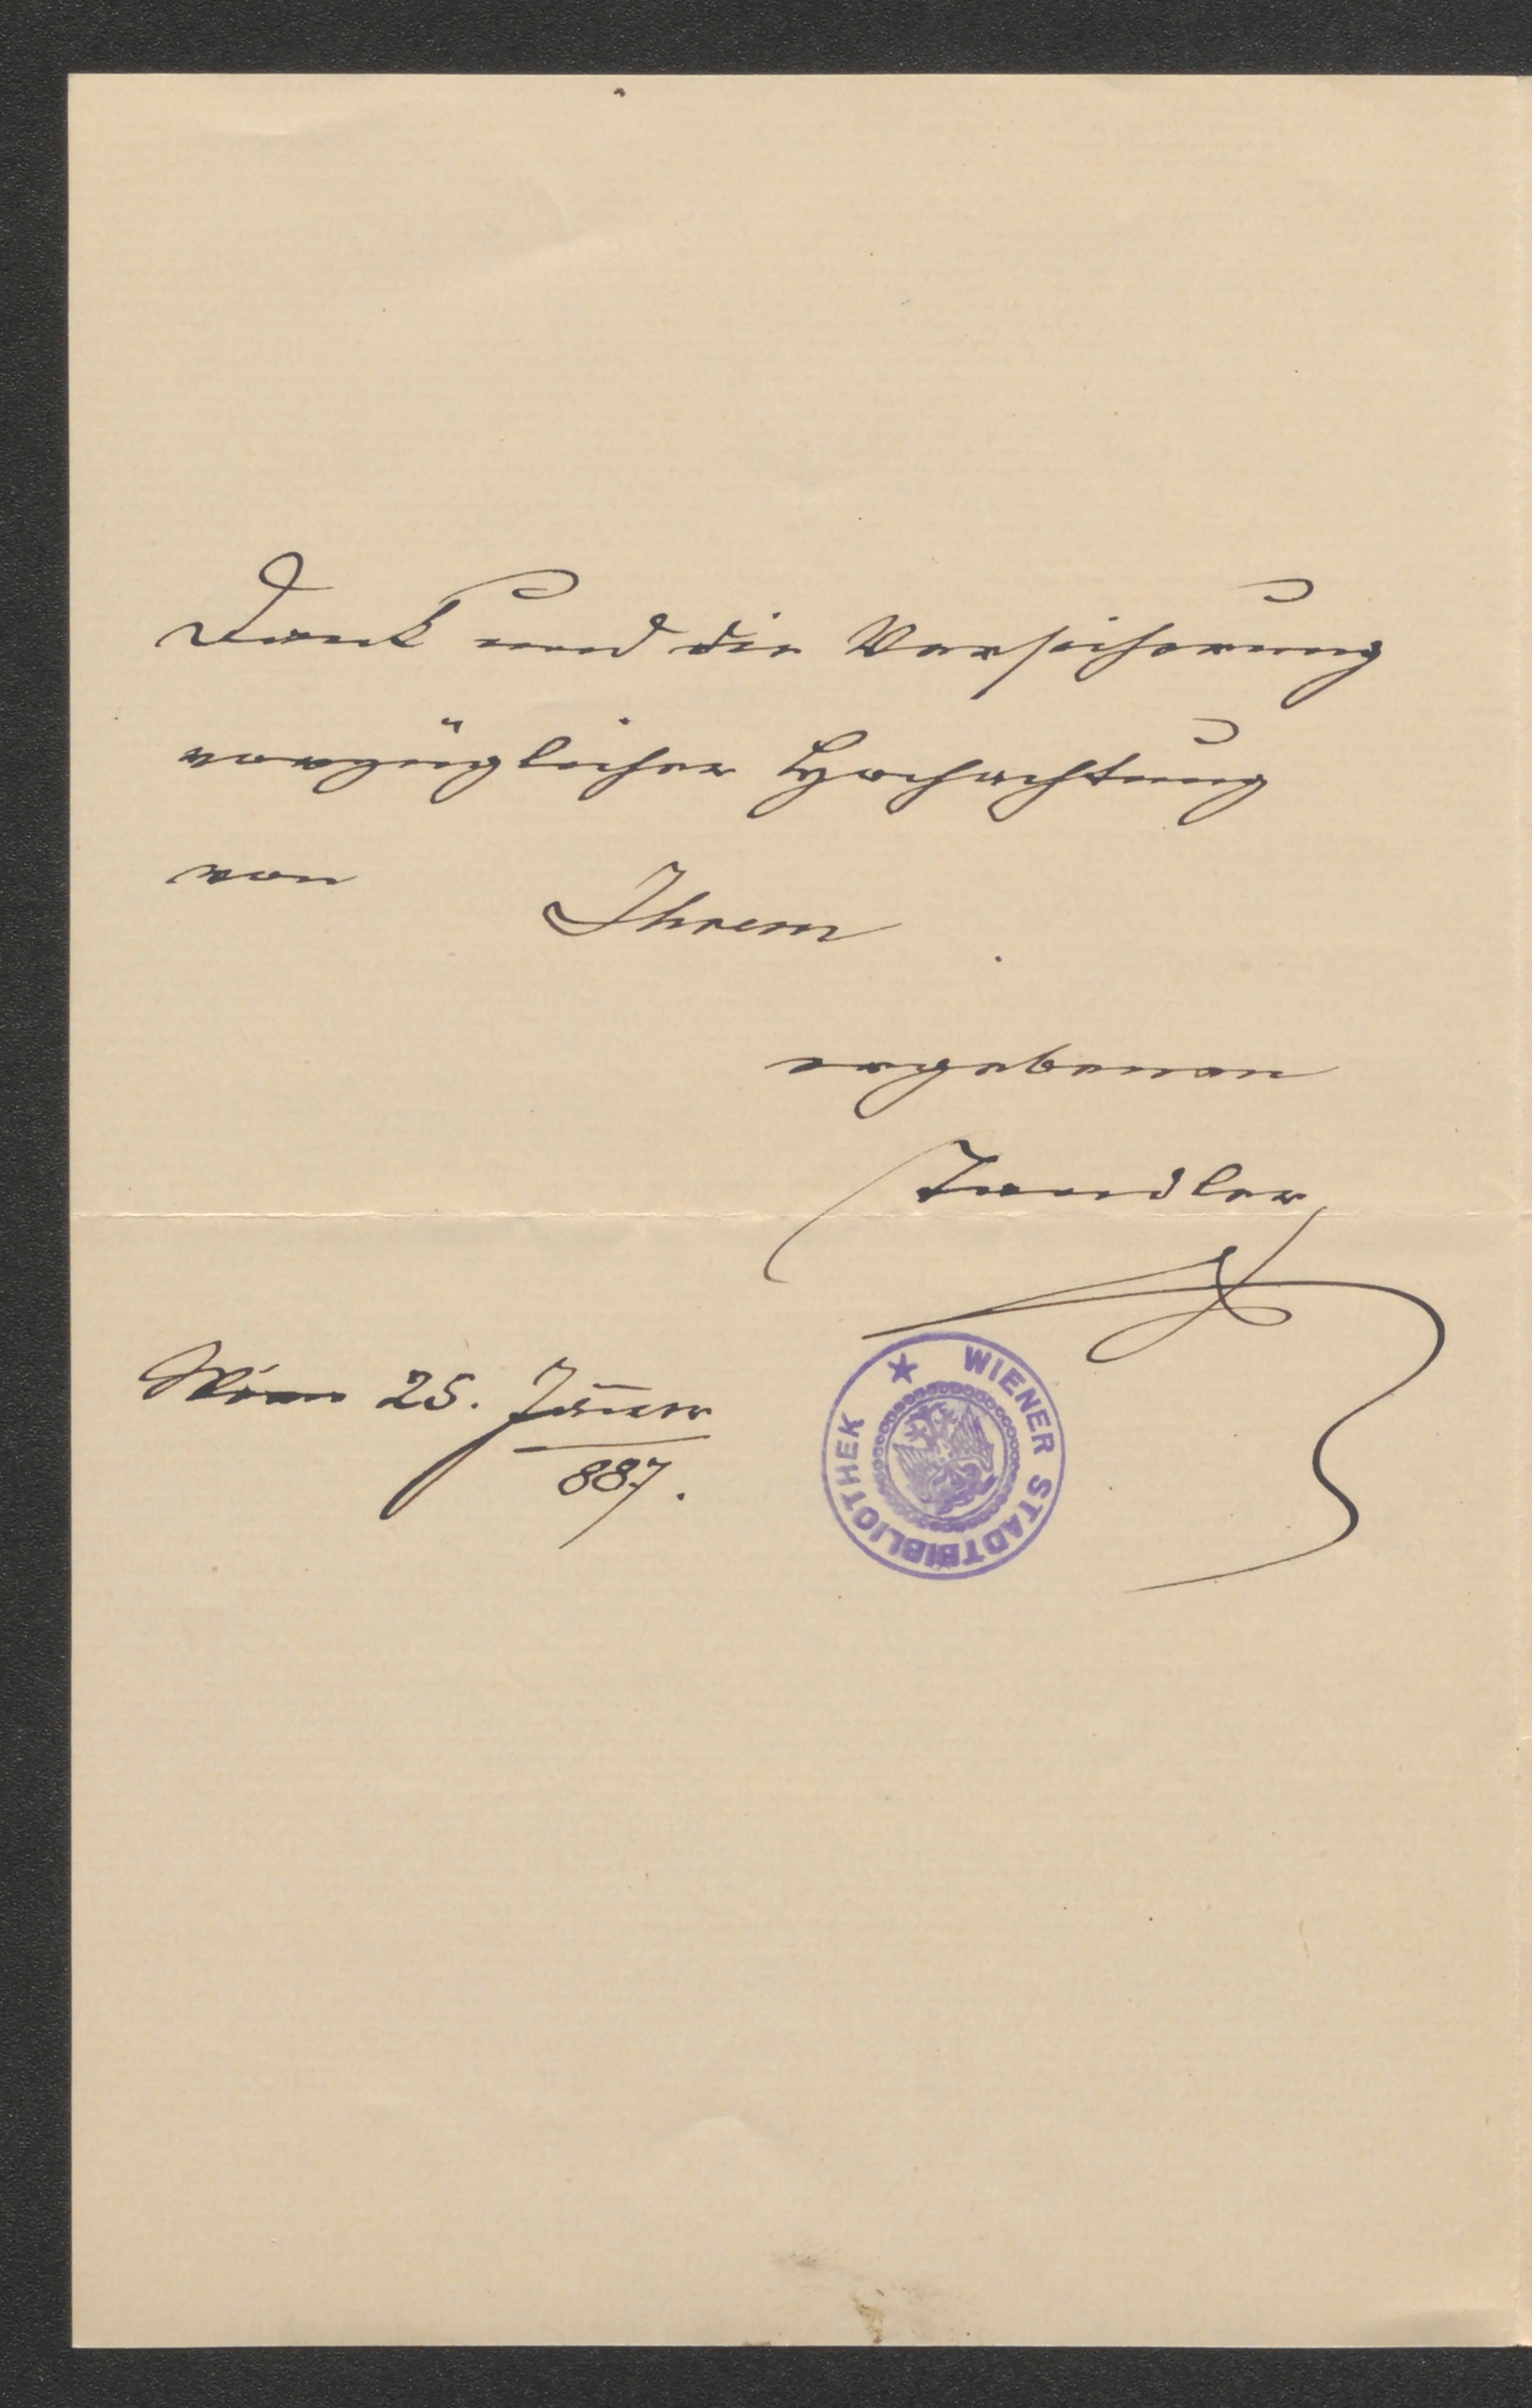 Dank und die Versicherung
vorzüglicher Hochachtung
von Ihrem
ergebenen
Wien 25. Jänner
887.
WIENER STADTBIBLIOTHEK